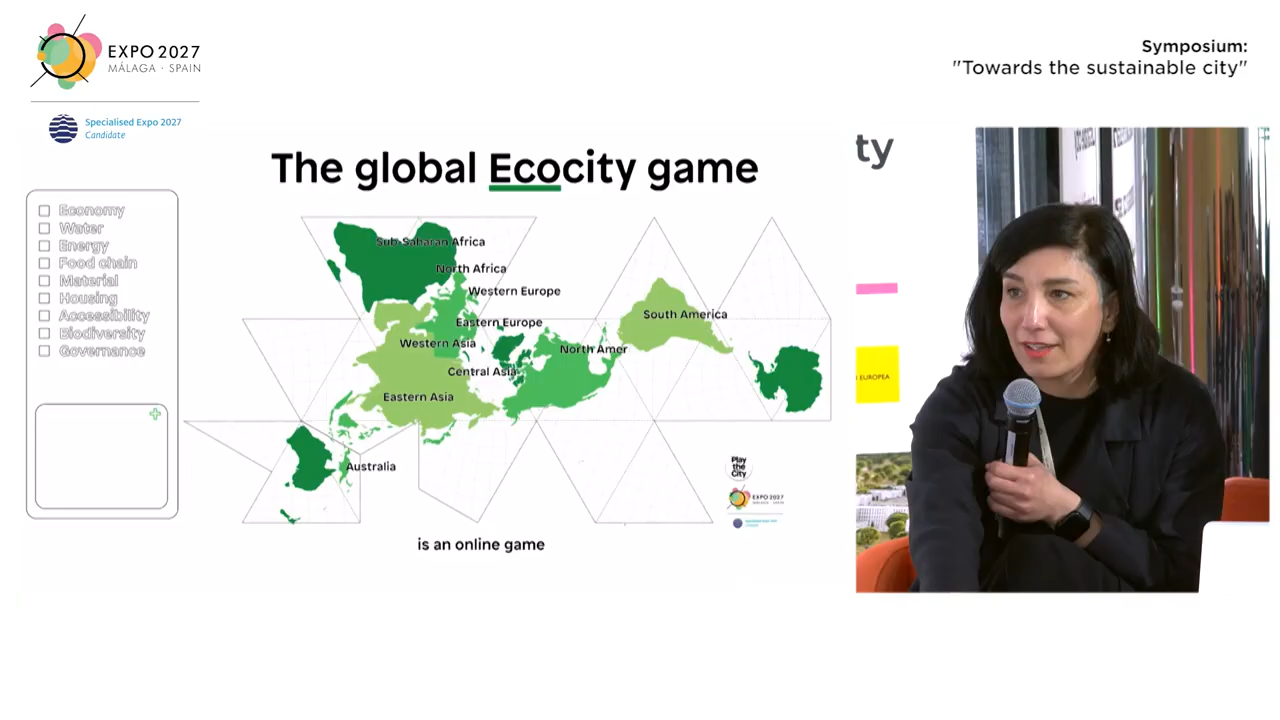 EXPO 2027
MÁLAGA · SPAIN
Specialised Expo 2027
Candidate
Symposium:
"Towards the sustainable city"
ty
The global Ecocity game
Economy
Water
Energy
Food chain
Material
Housing
Accessibility
Biodiversity
Governance
Sub-Saharan Africa
North Africa
Western Europe
Eastern Europe
Western Asia
Central Asia
Eastern Asia
North Amer
South America
Australia
Play
the
City
EXPO 2027
is an online game
EUROPEA